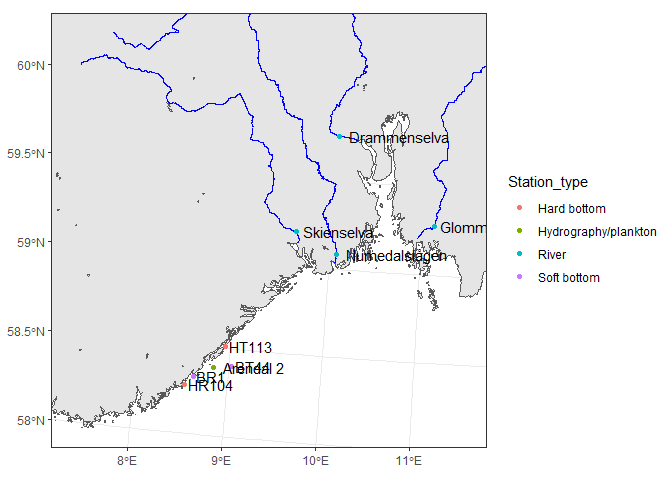 60°N
Drammenselva
59.5°N
Station_type
Hard bottom
Hydrography/plankton
River
Soft bottom
59°N
Skienselva
Glomm
Numedalslågen
58.5°N
HT113
Arendal 2
BT44
BR1
HR104
58°N
8°E
9°E
10°E
11°E